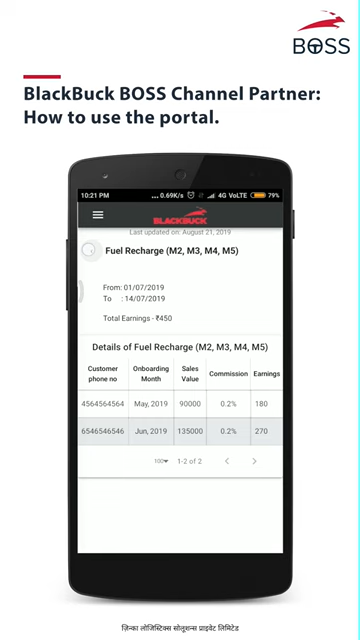 BOSS
BlackBuck BOSS Channel Partner:
How to use the portal.
10:21 PM ... 0.69K/s 4G VoLTE 79%
BLACKBUCK
Last updated on: August 21, 2019
Fuel Recharge (M2, M3, M4, M5)
From: 01/07/2019
To : 14/07/2019
Total Earnings - ₹450
Details of Fuel Recharge (M2, M3, M4, M5)
Customer phone no Onboarding Month Sales Value Commission Earnings
4564564564 May, 2019 90000 0.2% 180
6546546546 Jun, 2019 135000 0.2% 270
100 1-2 of 2
ज़िन्का लोजिस्टिक्स सोलूशन्स प्राइवेट लिमिटेड